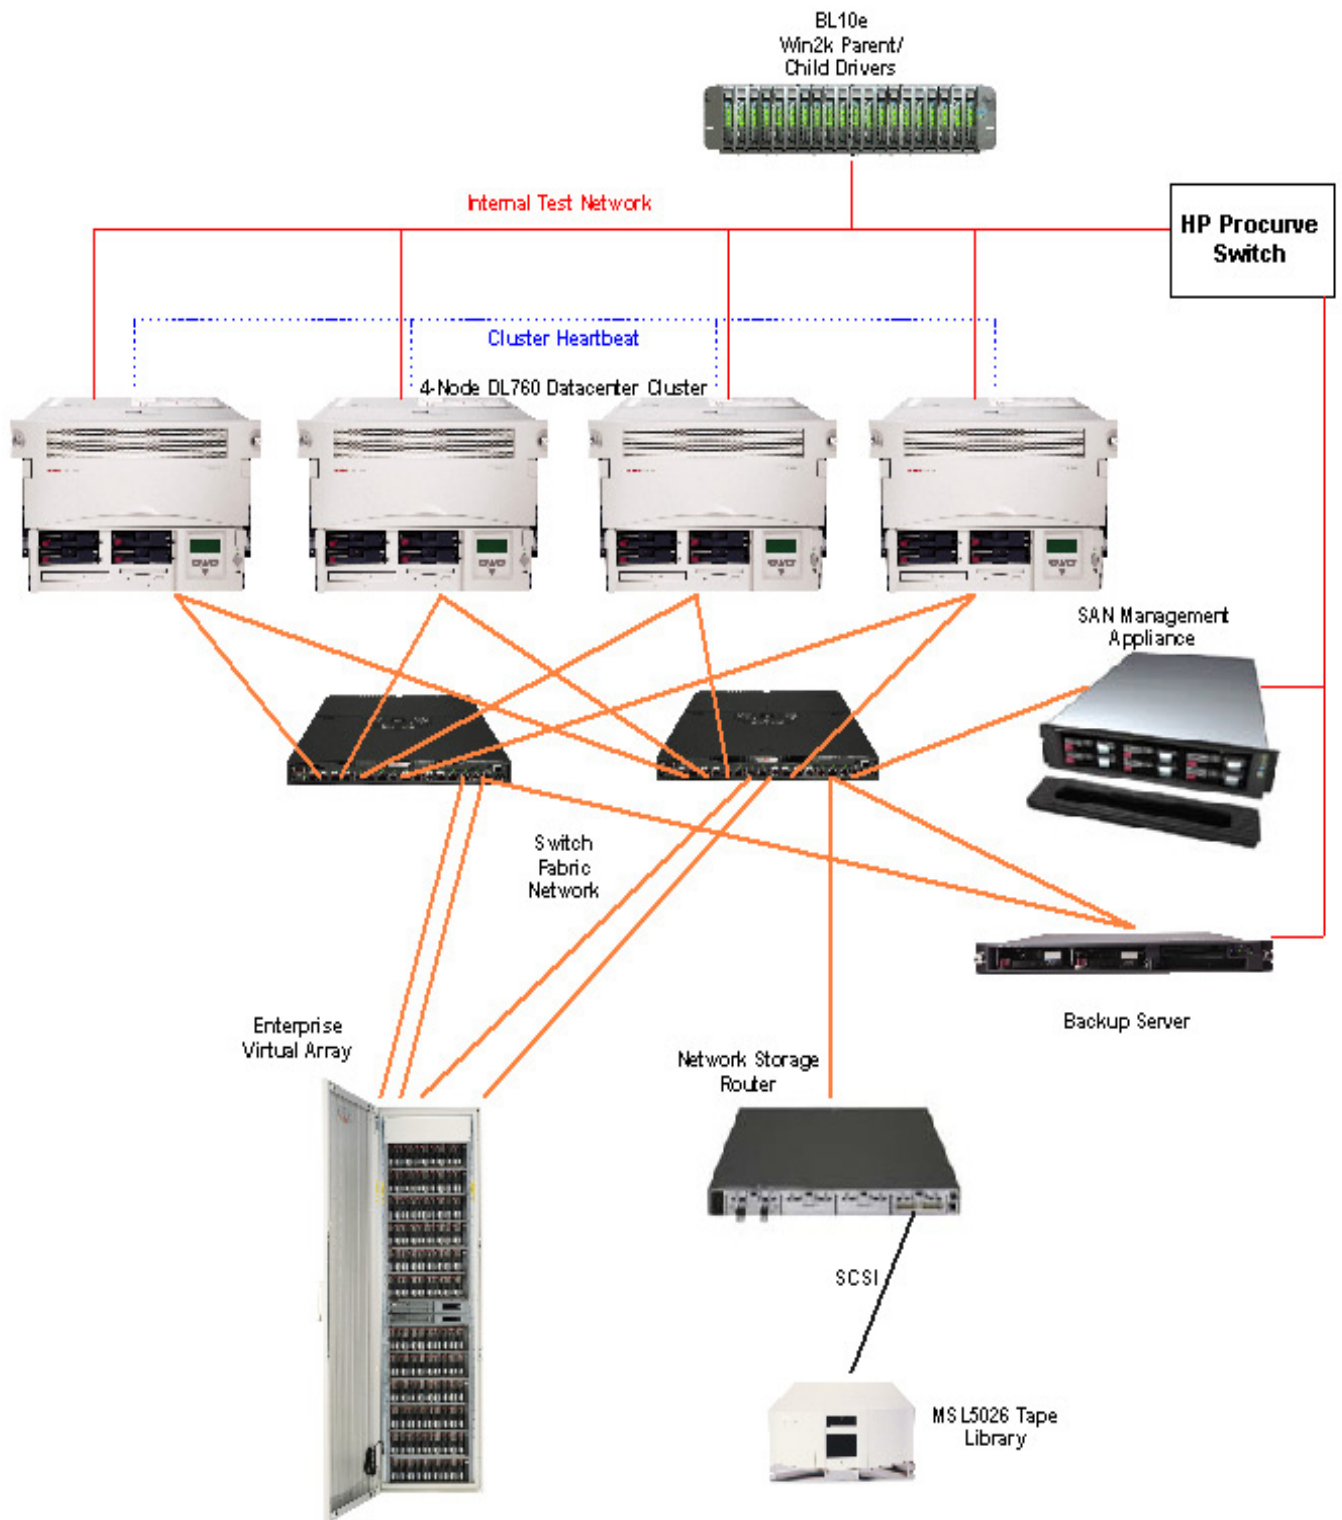 BL10e
Win2k Parent/
Child Drivers
Internal Test Network
HP Procurve
Switch
Cluster Heartbeat
4-Node DL760 Datacenter Cluster
SAN Management
Appliance
Switch
Fabric
Network
Backup Server
Enterprise
Virtual Array
Network Storage
Router
SCSI
MSL5026 Tape
Library